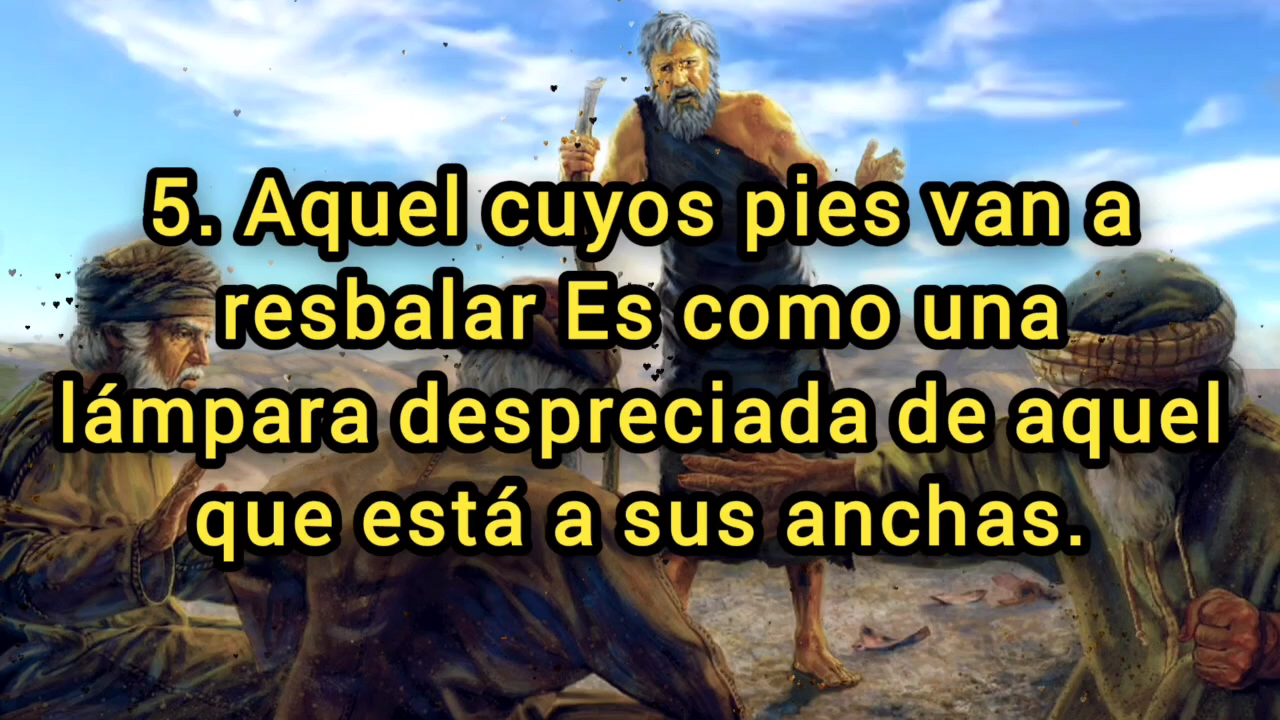 5. Aquel cuyos pies van a
resbalar Es como una
lámpara despreciada de aquel
que está a sus anchas.